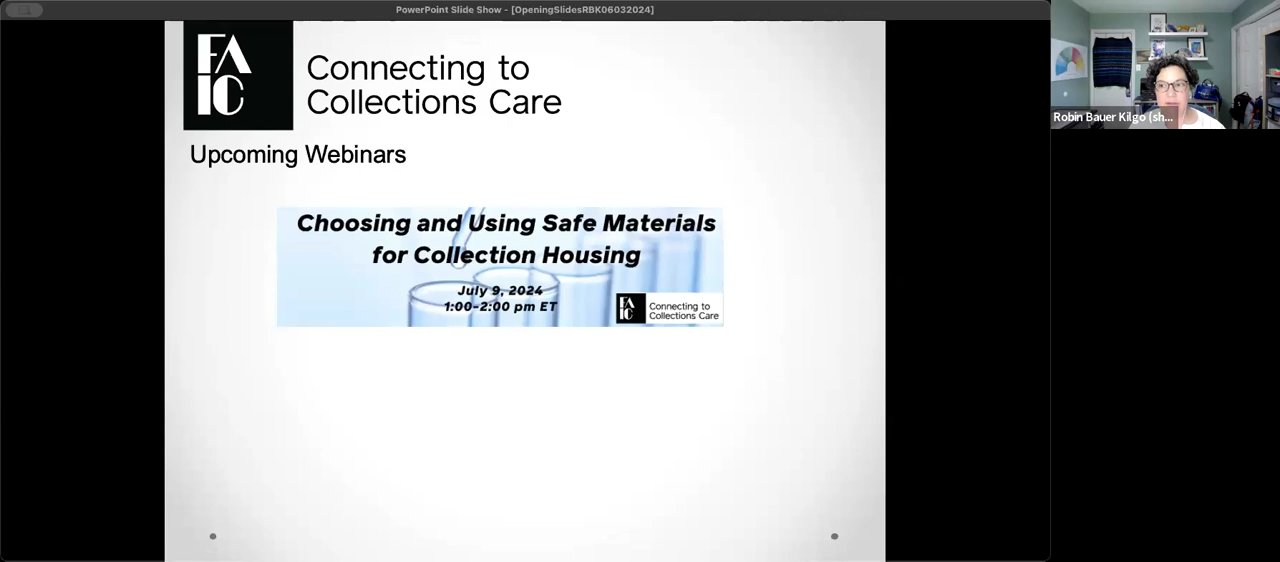 PowerPoint Slide Show - [OpeningSlidesRBK06032024]
FA
IC
Connecting to
Collections Care
Upcoming Webinars
Choosing and Using Safe Materials
for Collection Housing
July 9, 2024
1:00-2:00 pm ET
FA
IC
Connecting to
Collections Care
Robin Bauer Kilgo (sh...